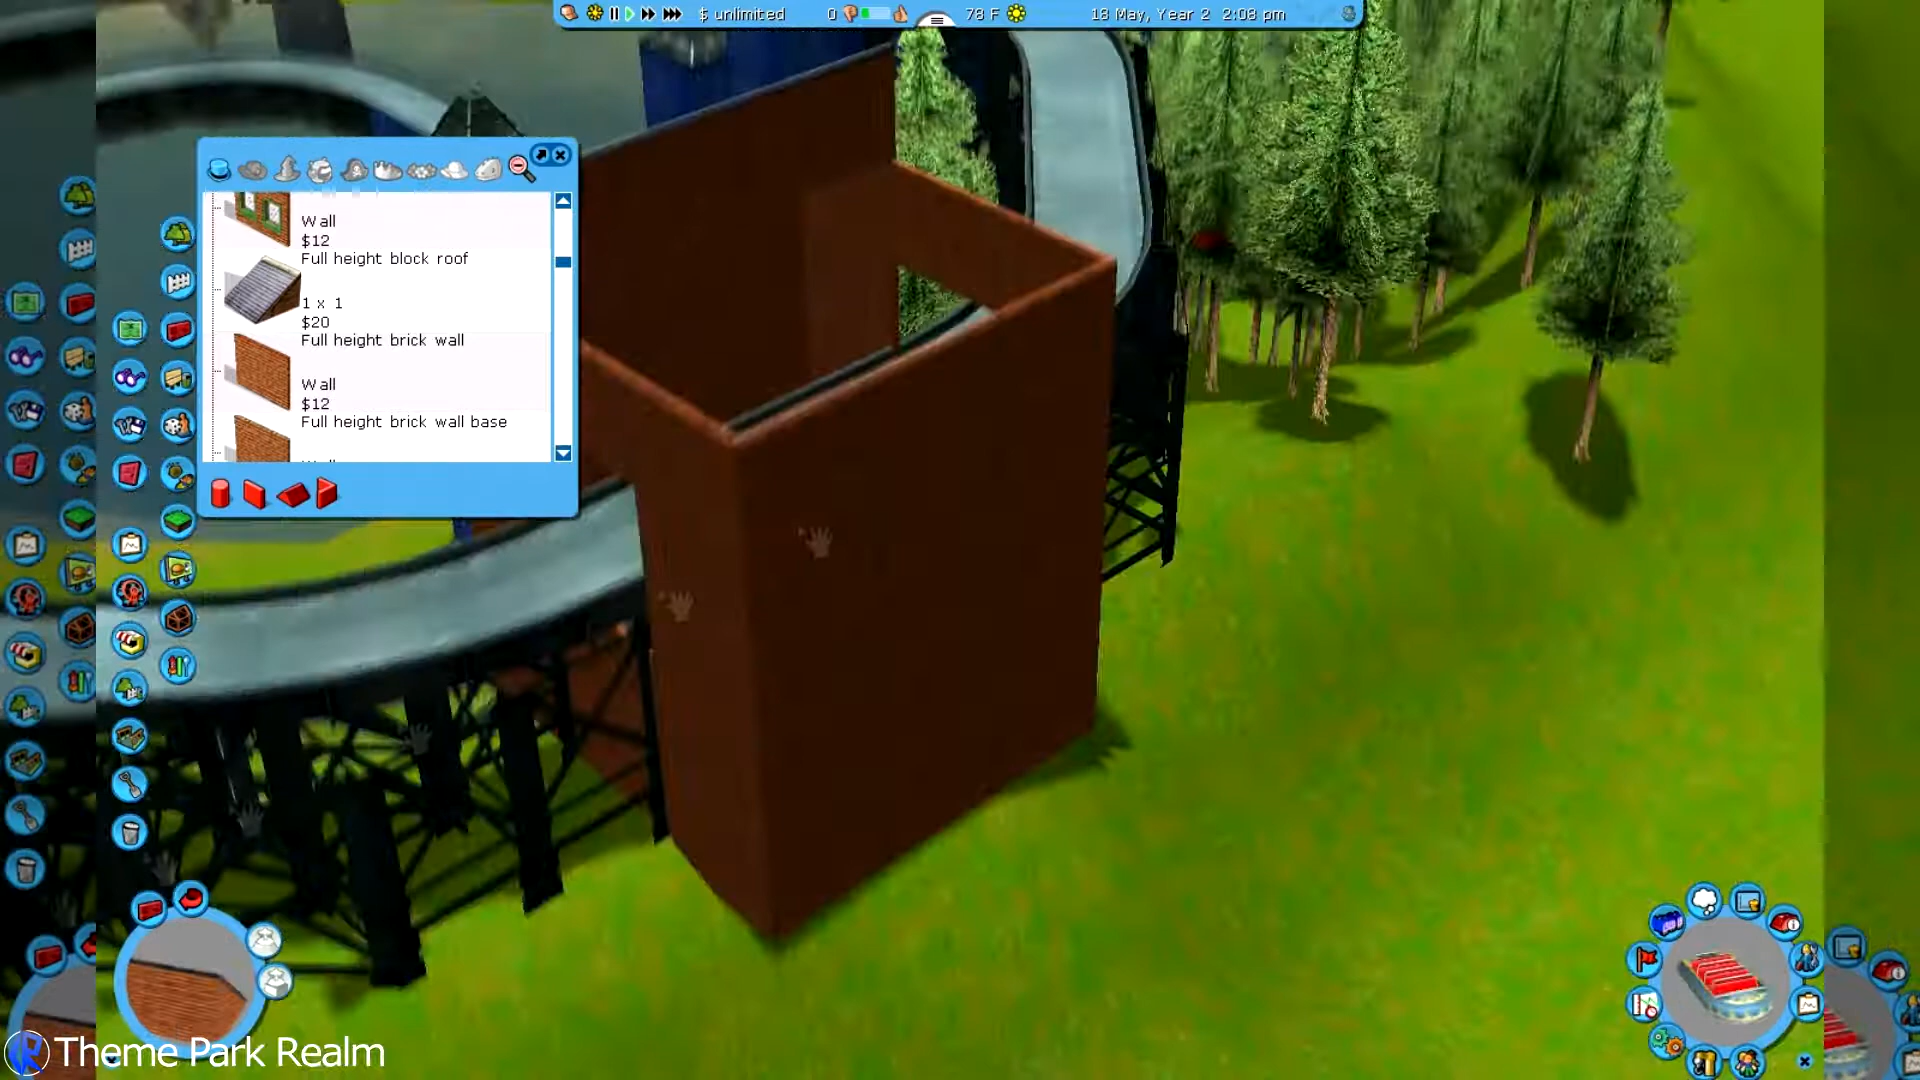 $ unlimited
0
78 F
18 May, Year 2 2:08 pm
Wall
$12
Full height block roof
1 x 1
$20
Full height brick wall
Wall
$12
Full height brick wall base
Theme Park Realm